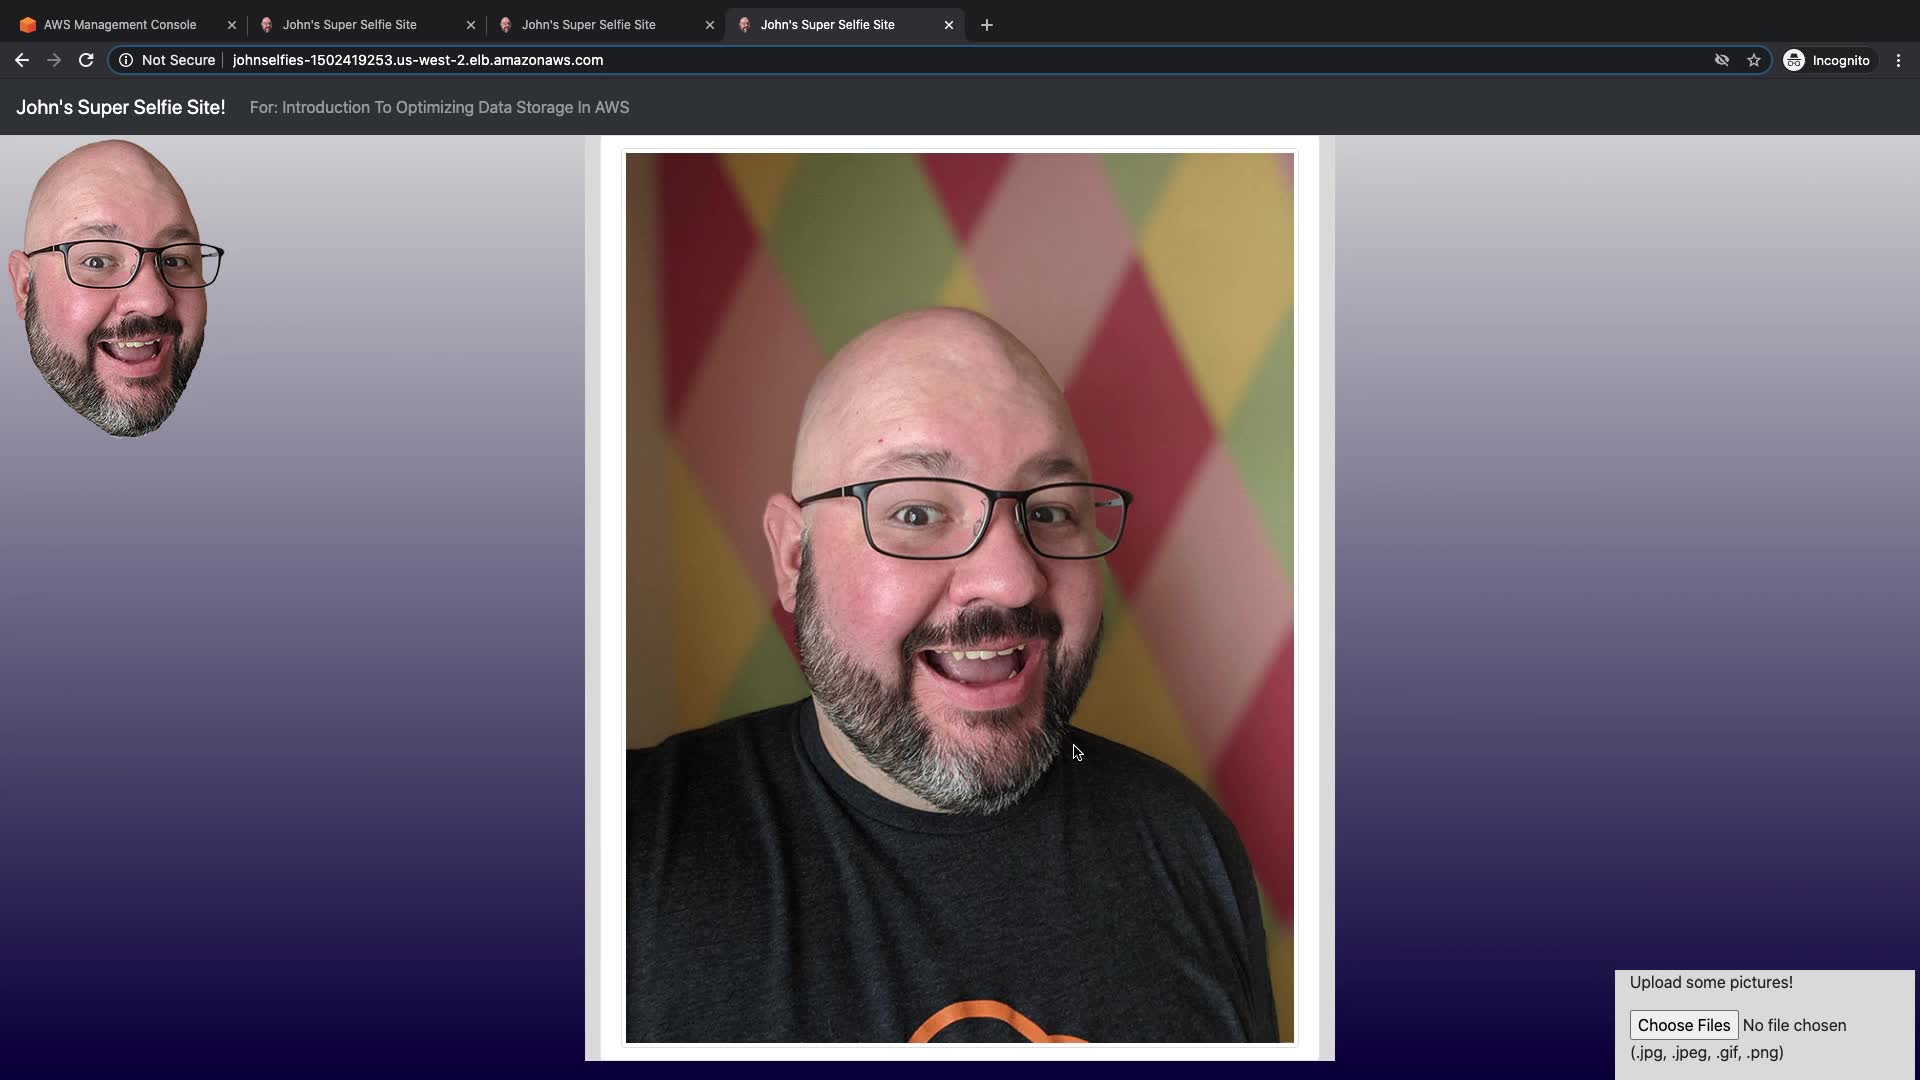 AWS Management Console
John's Super Selfie Site
John's Super Selfie Site
John's Super Selfie Site
Not Secure
johnselfies-1502419253.us-west-2.elb.amazonaws.com
Incognito
John's Super Selfie Site!
For: Introduction To Optimizing Data Storage In AWS
Upload some pictures!
Choose Files No file chosen
(.jpg, .jpeg, .gif, .png)